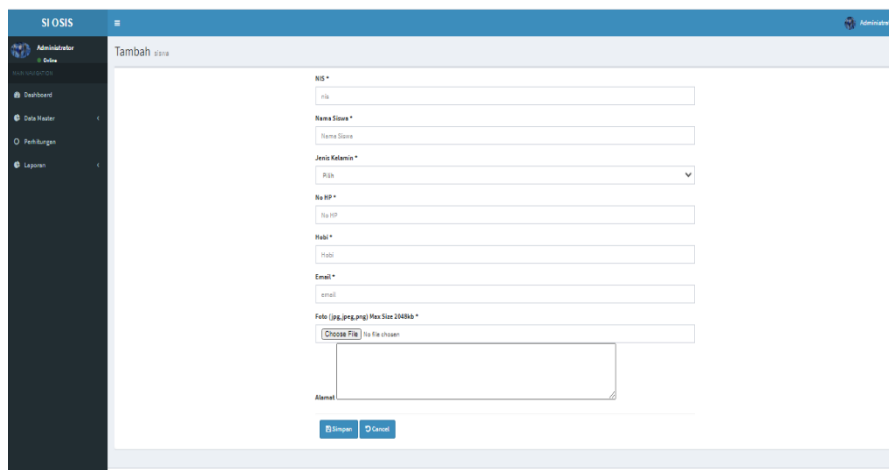 SI OSIS
Administrator
Administrator
Online
MAIN NAVIGATION
Tambah siswa
Dashboard
Data Master
Perhitungan
Laporan
NIS *
nis
Nama Siswa *
Nama Siswa
Jenis Kelamin *
Pilih
No HP *
No HP
Hobi *
Hobi
Email *
email
Foto (jpg,jpeg,png) Max Size 2048kb *
Choose File No file chosen
Alamat
Simpan Cancel